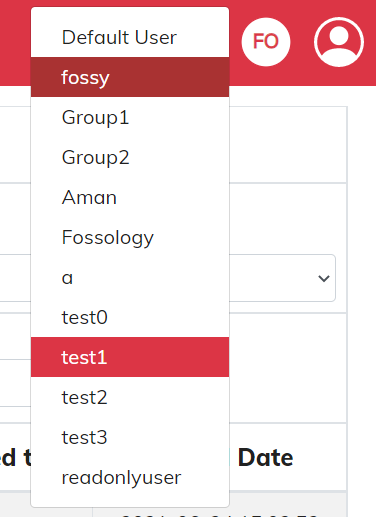 Default User
FO
fossy
Group1
Group2
Aman
Fossology
a
test0
test1
test2
test3
Date
readonlyuser